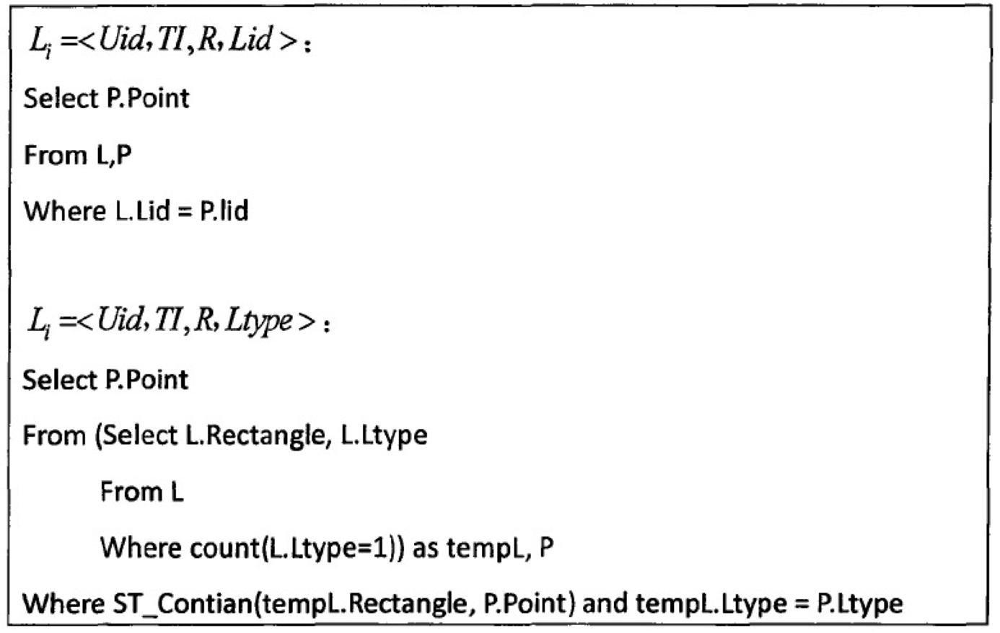 L_i =<Uid, TI, R, Lid>：
Select P.Point
From L,P
Where L.Lid = P.lid
L_i =<Uid, TI, R, Ltype>：
Select P.Point
From (Select L.Rectangle, L.Ltype
From L
Where count(L.Ltype=1)) as tempL, P
Where ST_Contian(tempL.Rectangle, P.Point) and tempL.Ltype = P.Ltype